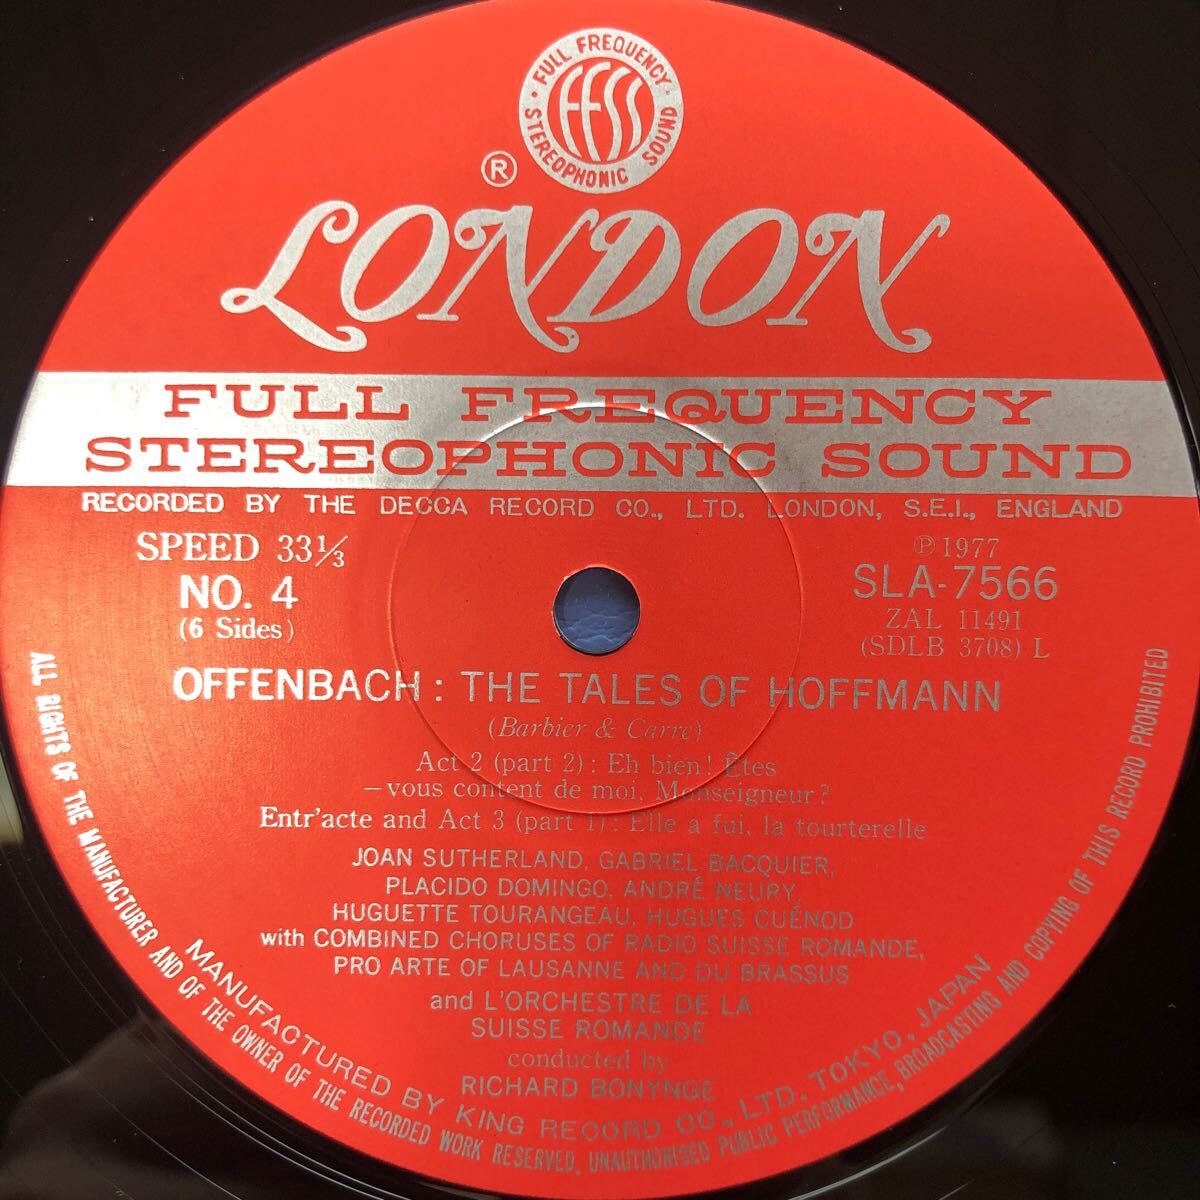 FULL FREQUENCY
STEREOPHONIC SOUND
FFSS
®
LONDON
FULL FREQUENCY
STEREOPHONIC SOUND
RECORDED BY THE DECCA RECORD CO., LTD. LONDON, S.E.I., ENGLAND
SPEED 33⅓
NO. 4
(6 Sides)
Ⓟ1977
SLA-7566
ZAL 11491
(SDLB 3708) L
OFFENBACH : THE TALES OF HOFFMANN
(Barbier & Carre)
Act 2 (part 2) : Eh bien! Êtes
-vous content de moi, Monseigneur?
Entr'acte and Act 3 (part 1) : Elle a fui, la tourterelle
JOAN SUTHERLAND, GABRIEL BACQUIER,
PLACIDO DOMINGO, ANDRÉ NEURY,
HUGUETTE TOURANGEAU, HUGUES CUÉNOD
with COMBINED CHORUSES OF RADIO SUISSE ROMANDE,
PRO ARTE OF LAUSANNE AND DU BRASSUS
and L'ORCHESTRE DE LA
SUISSE ROMANDE
conducted by
RICHARD BONYNGE
MANUFACTURED BY KING RECORD CO., LTD. TOKYO, JAPAN
ALL RIGHTS OF THE MANUFACTURER AND OF THE OWNER OF THE RECORDED WORK RESERVED. UNAUTHORISED PUBLIC PERFORMANCE, BROADCASTING AND COPYING OF THIS RECORD PROHIBITED